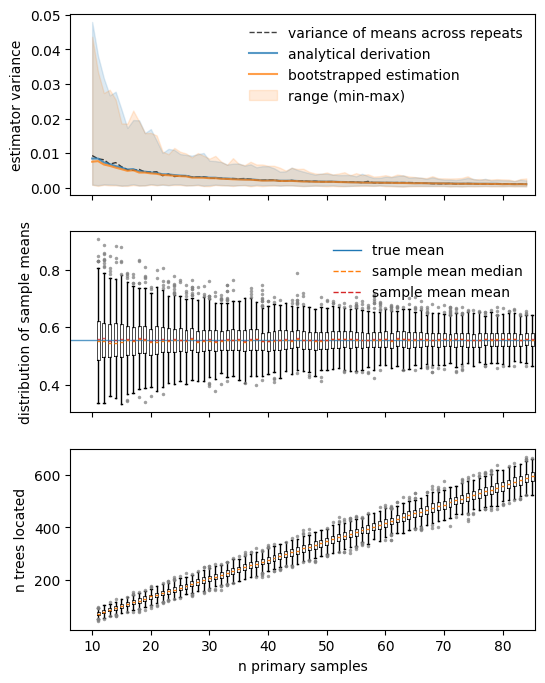 estimator variance
0.05
0.04
0.03
0.02
0.01
0.00
variance of means across repeats
analytical derivation
bootstrapped estimation
range (min-max)
distribution of sample means
0.8
0.6
0.4
true mean
sample mean median
sample mean mean
n trees located
600
400
200
10 20 30 40 50 60 70 80
n primary samples